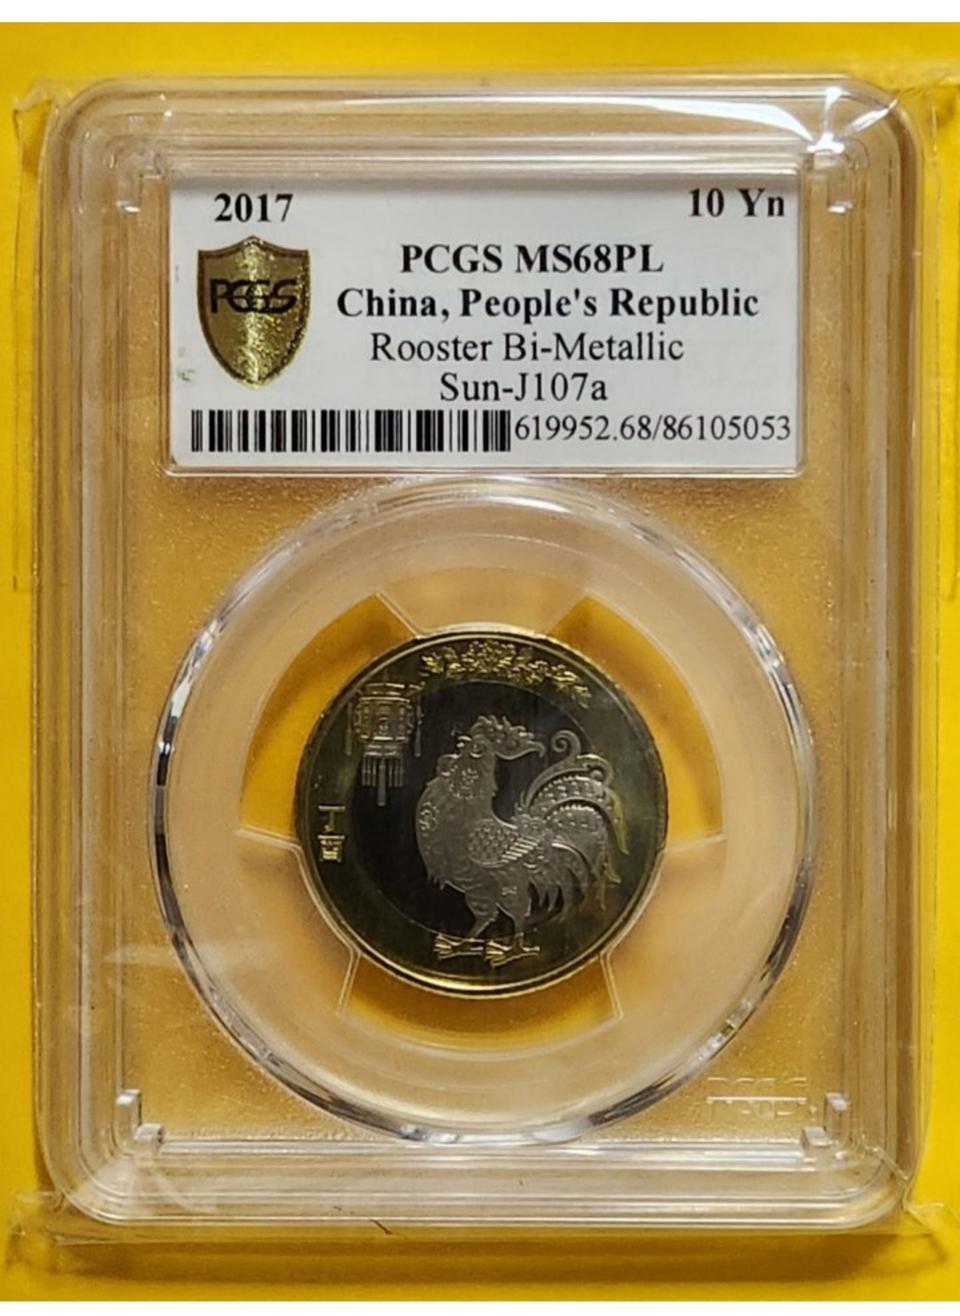 2017 10 Yn
PCGS MS68PL
PCGS
China, People's Republic
Rooster Bi-Metallic
Sun-J107a
619952.68/86105053
丁酉
PCGS